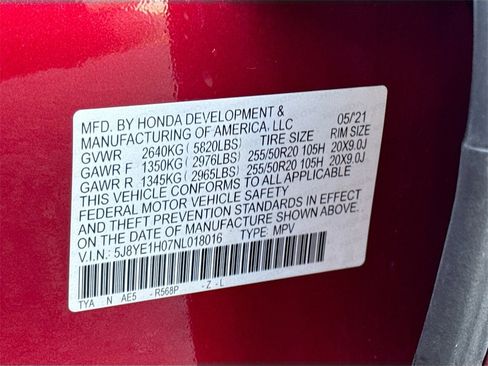 MFD. BY HONDA DEVELOPMENT & 05/'21
MANUFACTURING OF AMERICA, LLC
GVWR 2640KG( 5820LBS) TIRE SIZE RIM SIZE
GAWR F 1350KG( 2976LBS) 255/50R20 105H 20X9.0J
GAWR R 1345KG( 2965LBS) 255/50R20 105H 20X9.0J
THIS VEHICLE CONFORMS TO ALL APPLICABLE
FEDERAL MOTOR VEHICLE SAFETY
AND THEFT PREVENTION STANDARDS IN EFFECT
ON THE DATE OF MANUFACTURE SHOWN ABOVE.
V.I.N.: 5J8YE1H07NL018016 TYPE: MPV
TYA N AE5 - R568P - Z - L